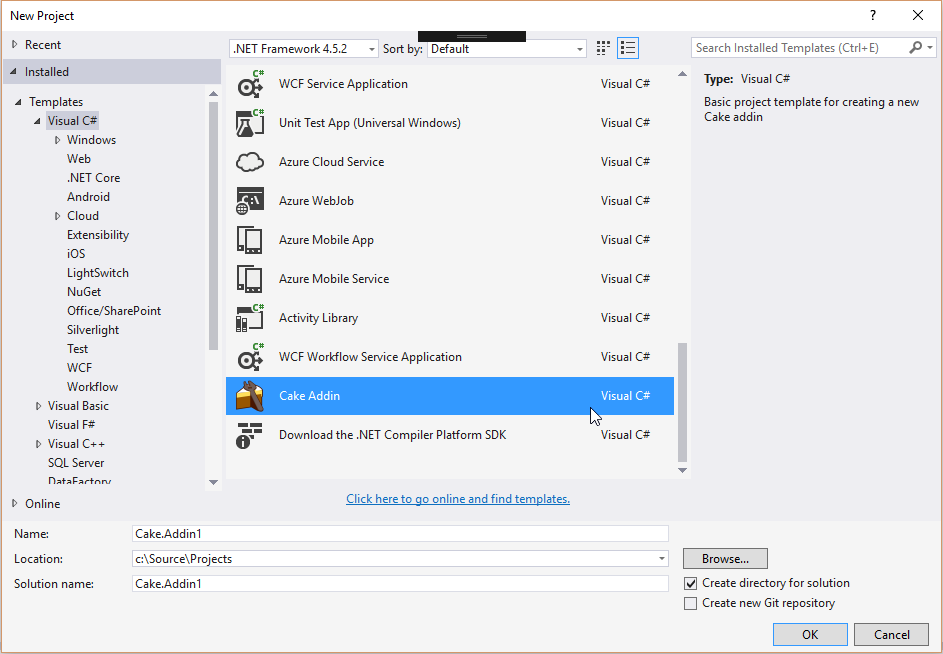 New Project
?
Recent
.NET Framework 4.5.2
Sort by:
Default
Search Installed Templates (Ctrl+E)
Installed
Templates
Visual C#
Windows
Web
.NET Core
Android
Cloud
Extensibility
iOS
LightSwitch
NuGet
Office/SharePoint
Silverlight
Test
WCF
Workflow
Visual Basic
Visual F#
Visual C++
SQL Server
DataFactory
Online
C# WCF Service Application Visual C#
C# Unit Test App (Universal Windows) Visual C#
Azure Cloud Service Visual C#
C:\ Azure WebJob Visual C#
Azure Mobile App Visual C#
Azure Mobile Service Visual C#
C# Activity Library Visual C#
C# WCF Workflow Service Application Visual C#
Cake Addin Visual C#
Download the .NET Compiler Platform SDK Visual C#
Click here to go online and find templates.
Type: Visual C#
Basic project template for creating a new
Cake addin
Name: Cake.Addin1
Location: c:\Source\Projects
Browse...
Solution name: Cake.Addin1
Create directory for solution
Create new Git repository
OK
Cancel